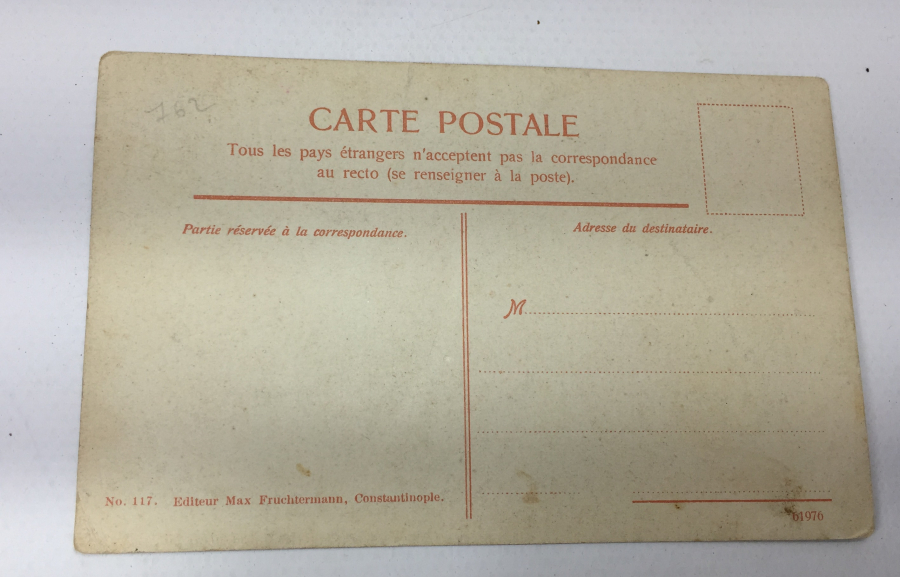 762
CARTE POSTALE
Tous les pays étrangers n'acceptent pas la correspondance
au recto (se renseigner à la poste).
Partie réservée à la correspondance.
Adresse du destinataire.
M
No. 117. Editeur Max Fruchtermann, Constantinople.
61976